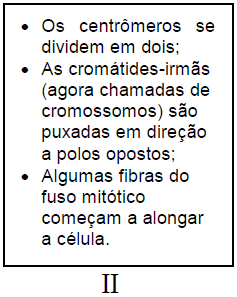 • Os centrômeros se
dividem em dois;
• As cromátides-irmãs
(agora chamadas de
cromossomos) são
puxadas em direção
a polos opostos;
• Algumas fibras do
fuso mitótico
começam a alongar
a célula.
II